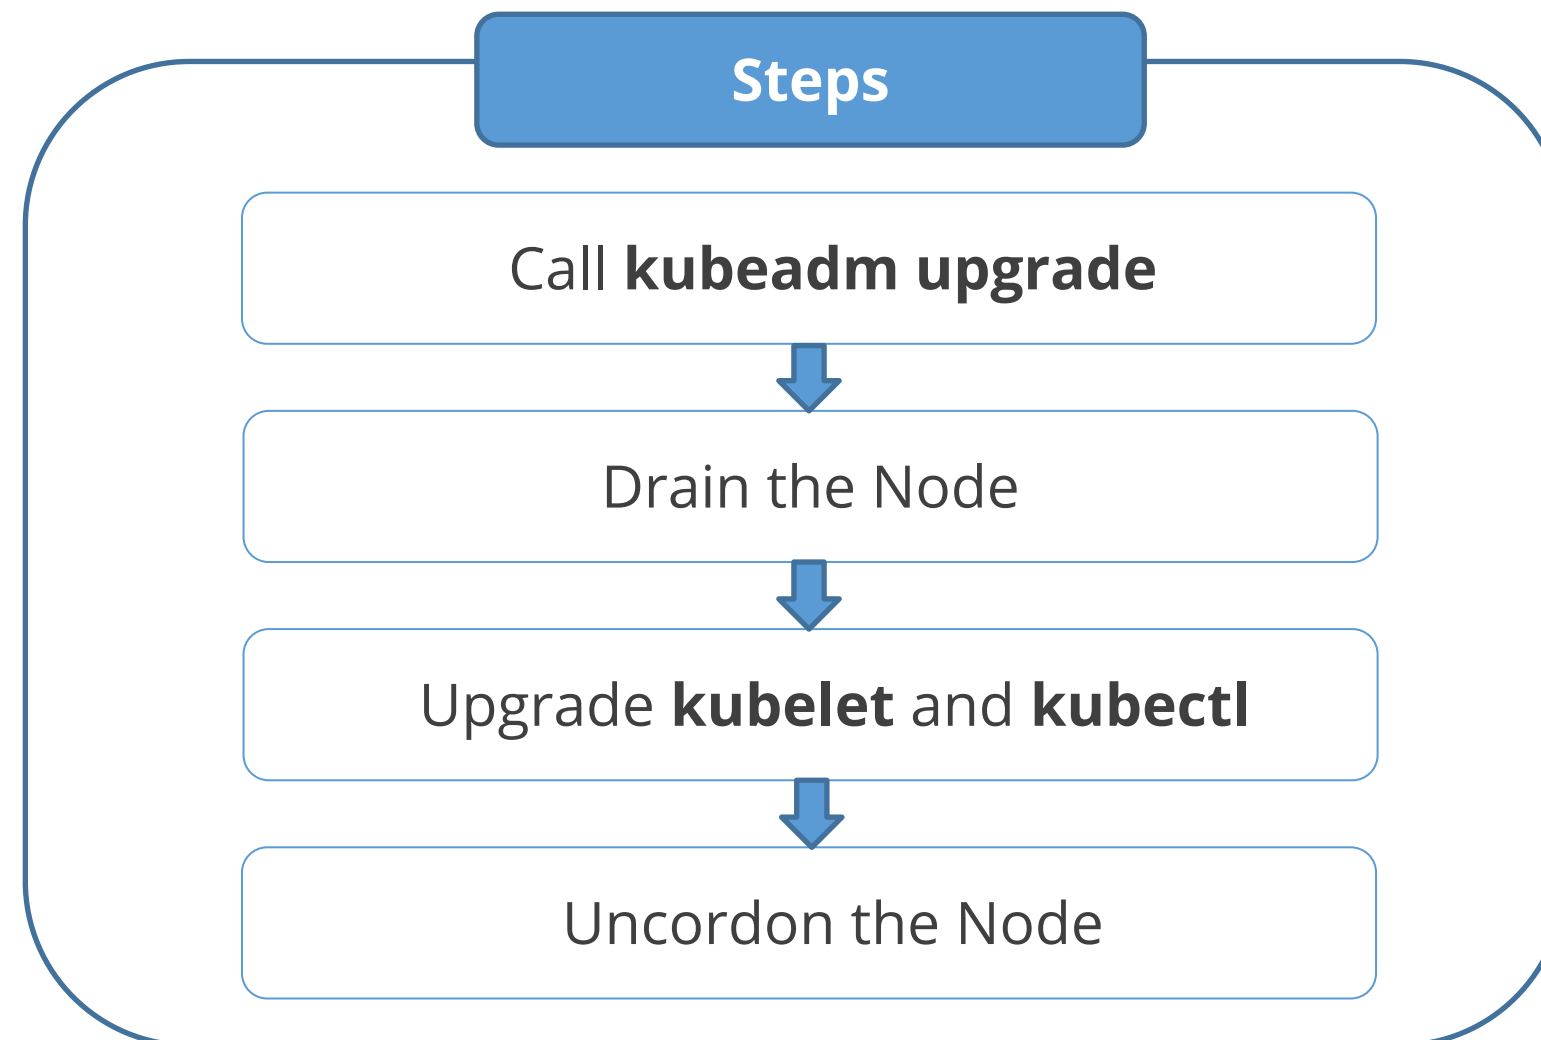 Steps
Call kubeadm upgrade
Drain the Node
Upgrade kubelet and kubectl
Uncordon the Node